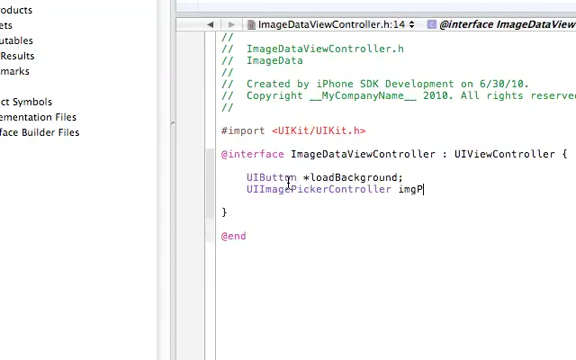 roducts
ets
utables
Results
marks
ct Symbols
ementation Files
face Builder Files
ImageDataViewController.h:14
@interface ImageDataView
//
// ImageDataViewController.h
// ImageData
//
// Created by iPhone SDK Development on 6/30/10.
// Copyright __MyCompanyName__ 2010. All rights reserve
//
#import <UIKit/UIKit.h>
@interface ImageDataViewController : UIViewController {
UIButton *loadBackground;
UIImagePickerController imgP
}
@end